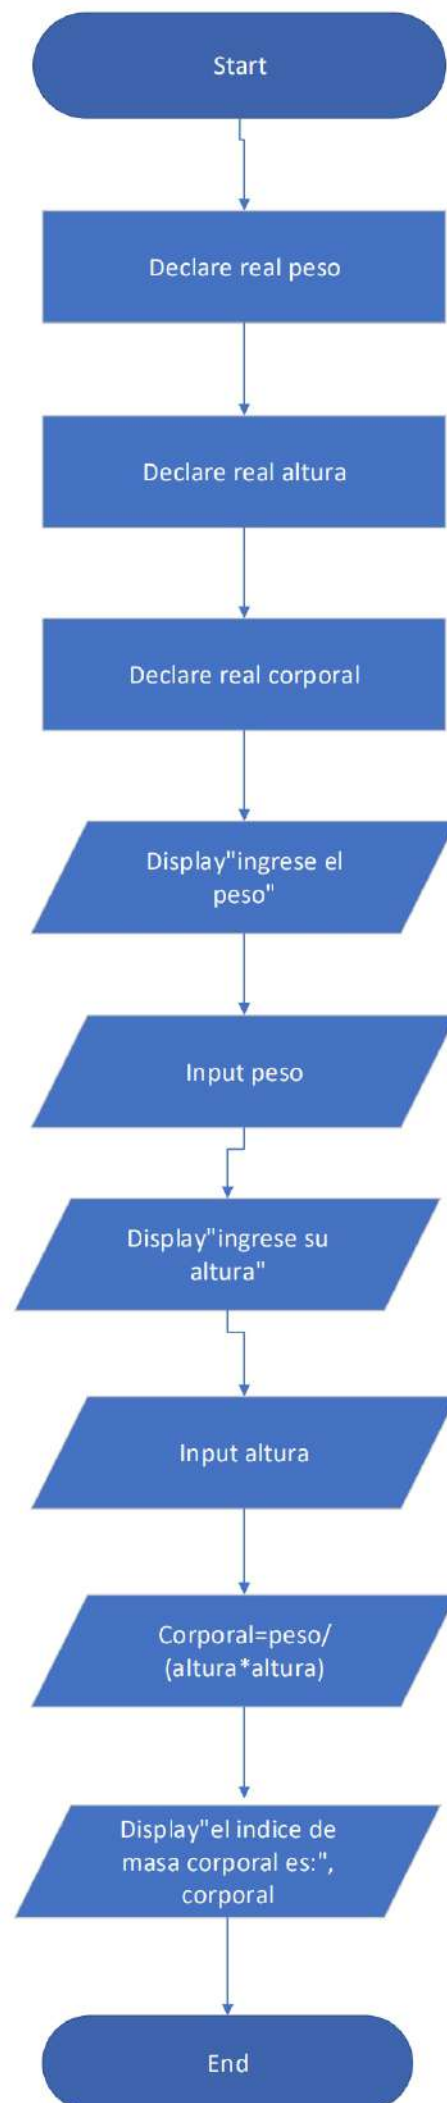 Start
Declare real peso
Declare real altura
Declare real corporal
Display"ingrese el
peso"
Input peso
Display"ingrese su
altura"
Input altura
Corporal=peso/
(altura*altura)
Display"el indice de
masa corporal es:",
corporal
End